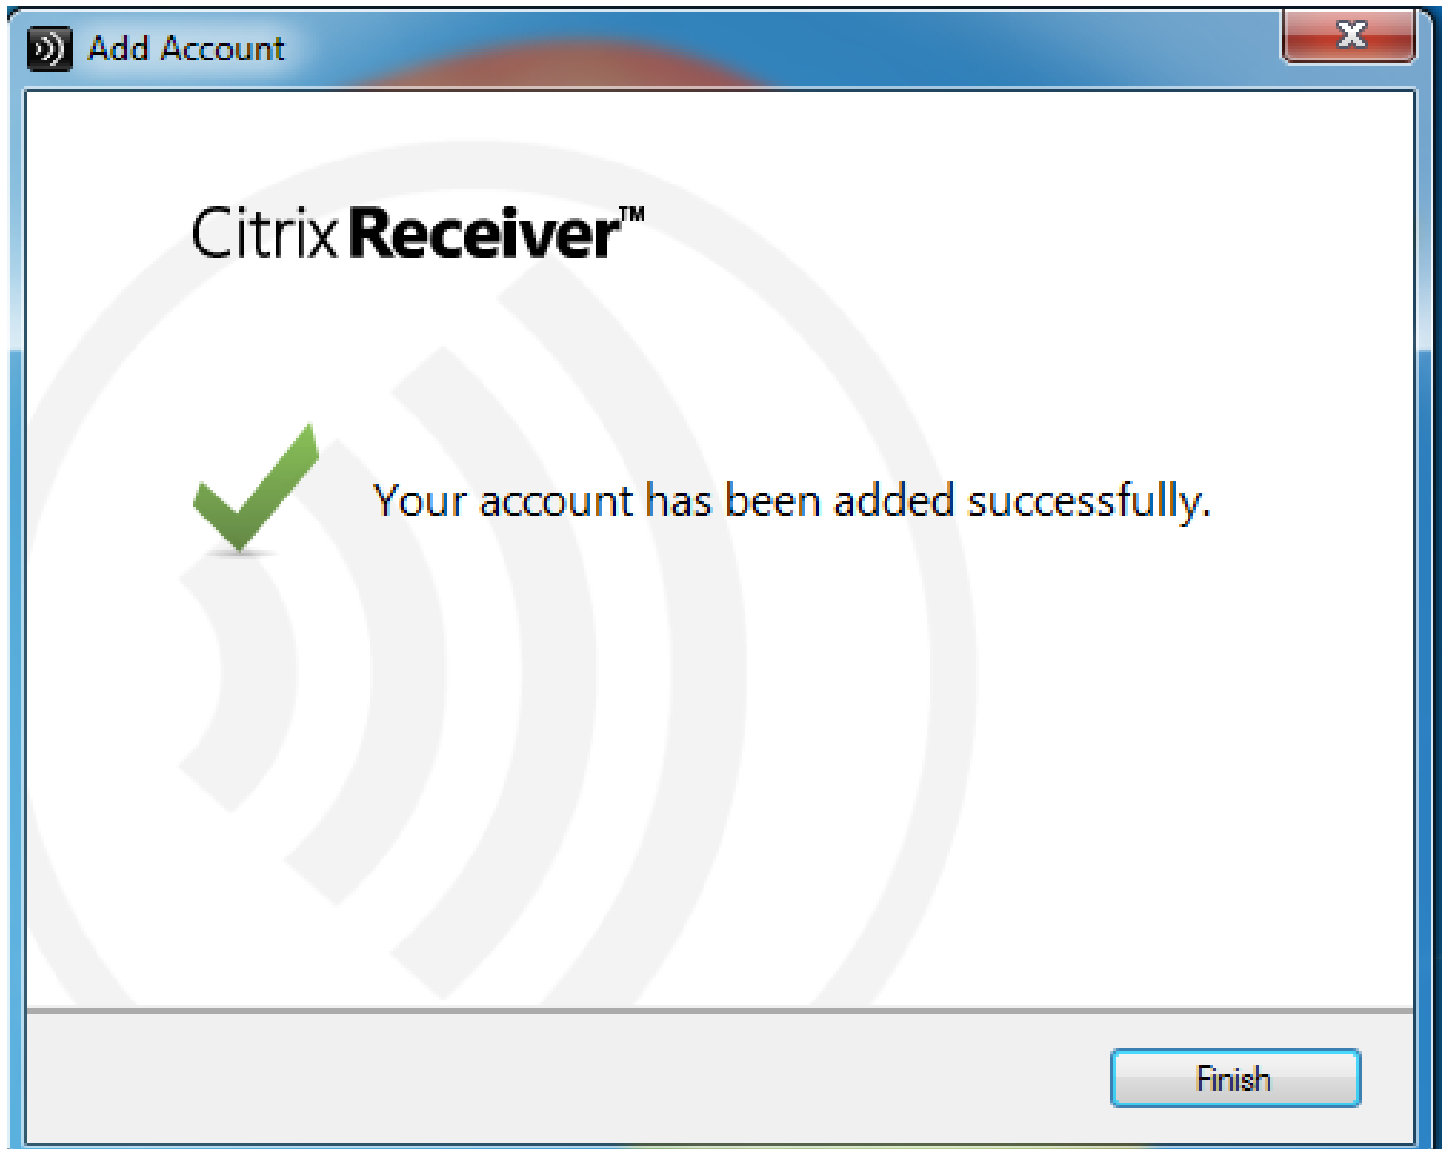 Add Account
Citrix Receiver™
Your account has been added successfully.
Finish